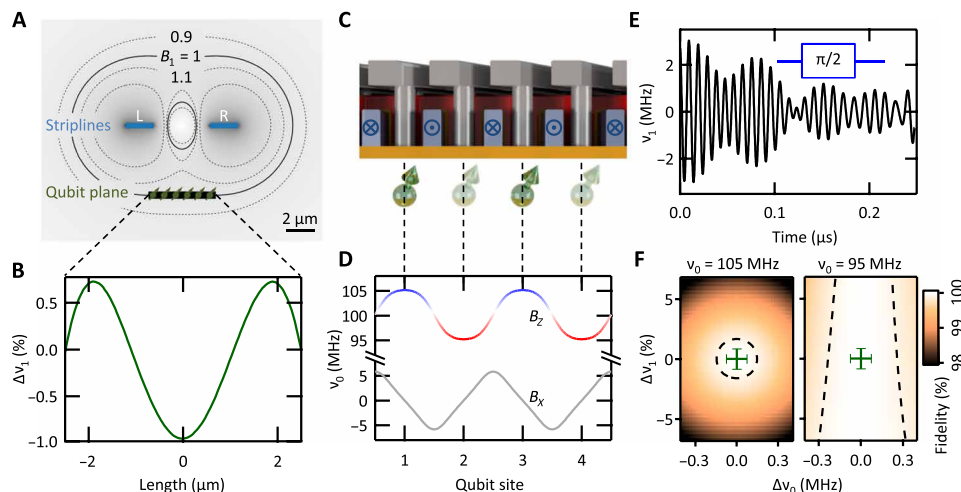 A
0.9
B₁ = 1
1.1
L
R
Striplines
Qubit plane
2 μm
B
Δν₁ (%)
0.5
0.0
−0.5
−1.0
−2
0
2
Length (μm)
C
D
ν₀ (MHz)
105
100
95
5
0
−5
B_Z
B_X
1
2
3
4
Qubit site
E
ν₁ (MHz)
2
0
−2
π/2
0.0
0.1
0.2
Time (μs)
F
ν₀ = 105 MHz
ν₀ = 95 MHz
Δν₁ (%)
5
0
−5
−0.3
0.0
0.3
−0.3
0.0
0.3
Δν₀ (MHz)
98
99
100
Fidelity (%)